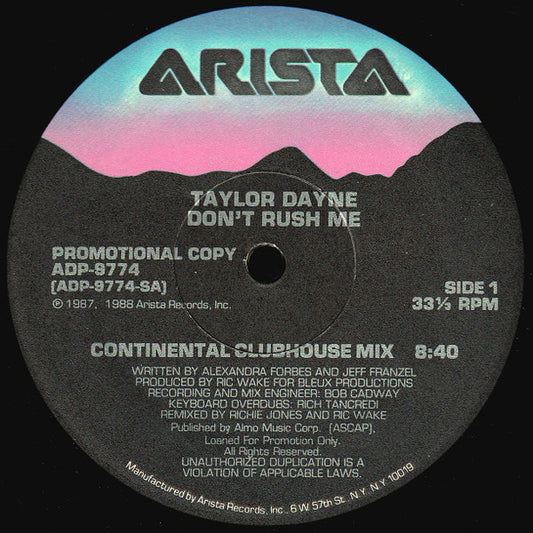 ARISTA
TAYLOR DAYNE
DON'T RUSH ME
PROMOTIONAL COPY
ADP-9774
[ADP-9774-SA]
℗ 1987, 1988 Arista Records, Inc.
SIDE 1
33⅓ RPM
CONTINENTAL CLUBHOUSE MIX 8:40
WRITTEN BY ALEXANDRA FORBES AND JEFF FRANZEL
PRODUCED BY RIC WAKE FOR BLEUX PRODUCTIONS
RECORDING AND MIX ENGINEER: BOB CADWAY
KEYBOARD OVERDUBS: RICH TANCREDI
REMIXED BY RICHIE JONES AND RIC WAKE
Published by Almo Music Corp. [ASCAP],
Loaned For Promotion Only.
All Rights Reserved.
UNAUTHORIZED DUPLICATION IS A
VIOLATION OF APPLICABLE LAWS.
Manufactured by Arista Records, Inc., 6 W. 57th St., N.Y. N.Y. 10019